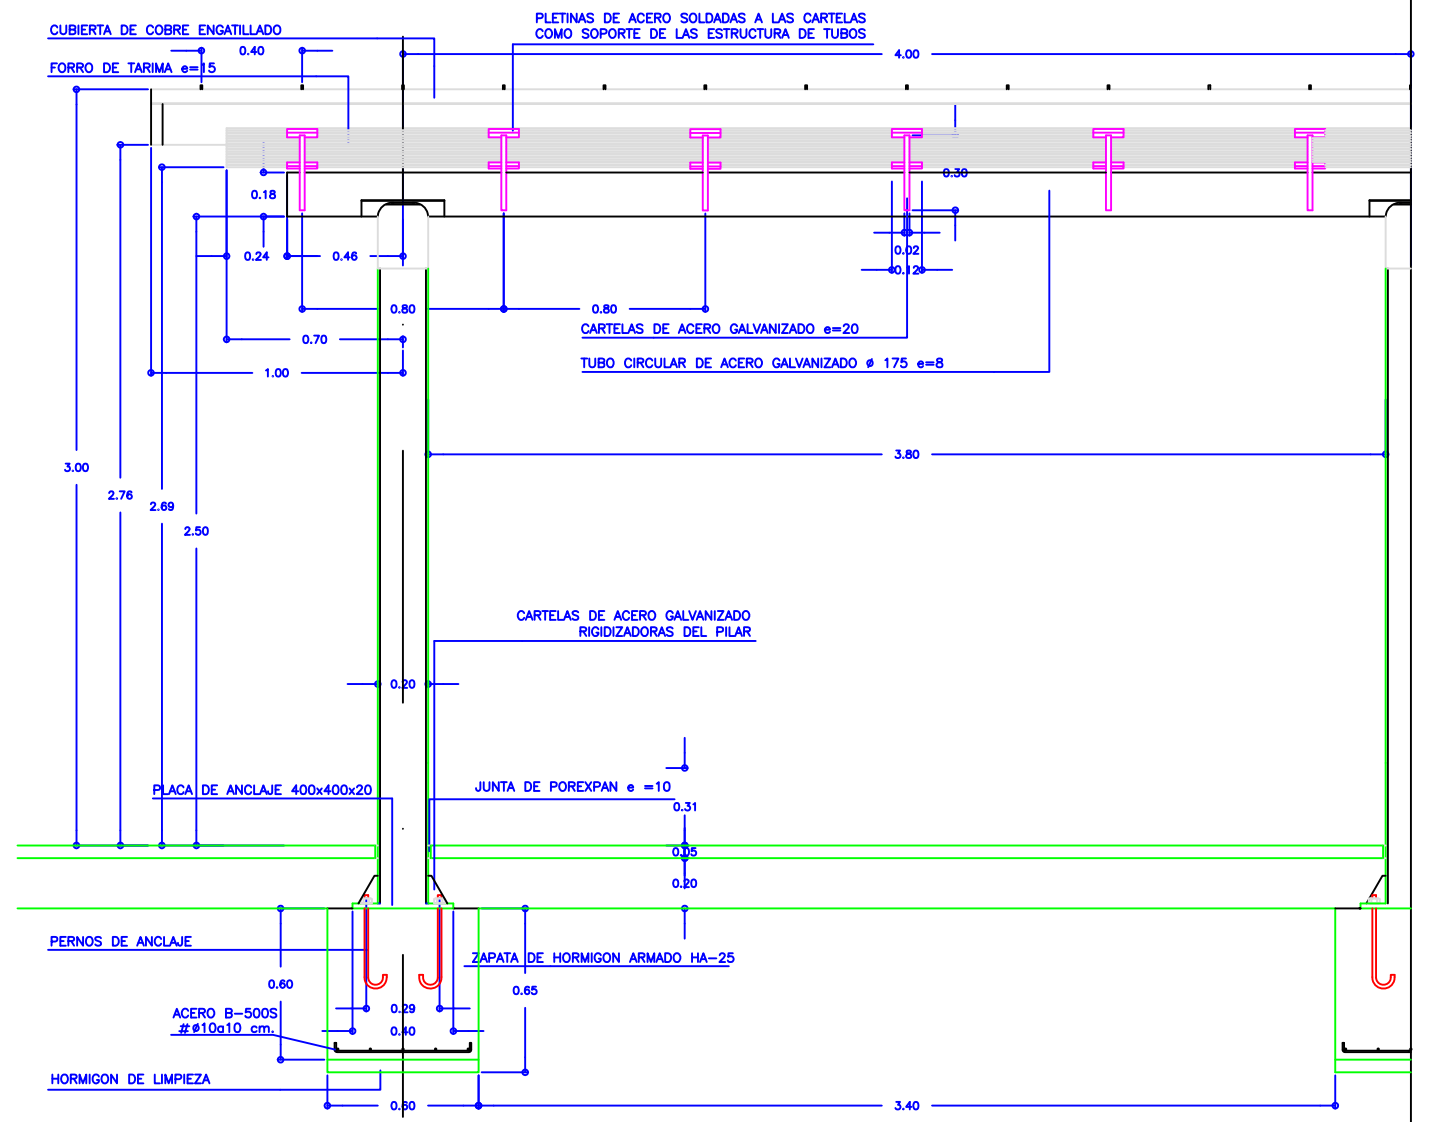 PLETINAS DE ACERO SOLDADAS A LAS CARTELAS
COMO SOPORTE DE LAS ESTRUCTURA DE TUBOS
CUBIERTA DE COBRE ENGATILLADO
0.40
4.00
FORRO DE TARIMA e=15
0.30
0.18
0.24
0.46
0.02
0.12
0.80
0.80
CARTELAS DE ACERO GALVANIZADO e=20
0.70
TUBO CIRCULAR DE ACERO GALVANIZADO ø 175 e=8
1.00
3.80
3.00
2.76
2.69
2.50
CARTELAS DE ACERO GALVANIZADO
RIGIDIZADORAS DEL PILAR
0.20
PLACA DE ANCLAJE 400x400x20
JUNTA DE POREXPAN e =10
0.31
0.05
0.20
PERNOS DE ANCLAJE
ZAPATA DE HORMIGON ARMADO HA-25
0.60
0.65
0.29
ACERO B-500S
#ø10a10 cm.
0.40
HORMIGON DE LIMPIEZA
0.60
3.40